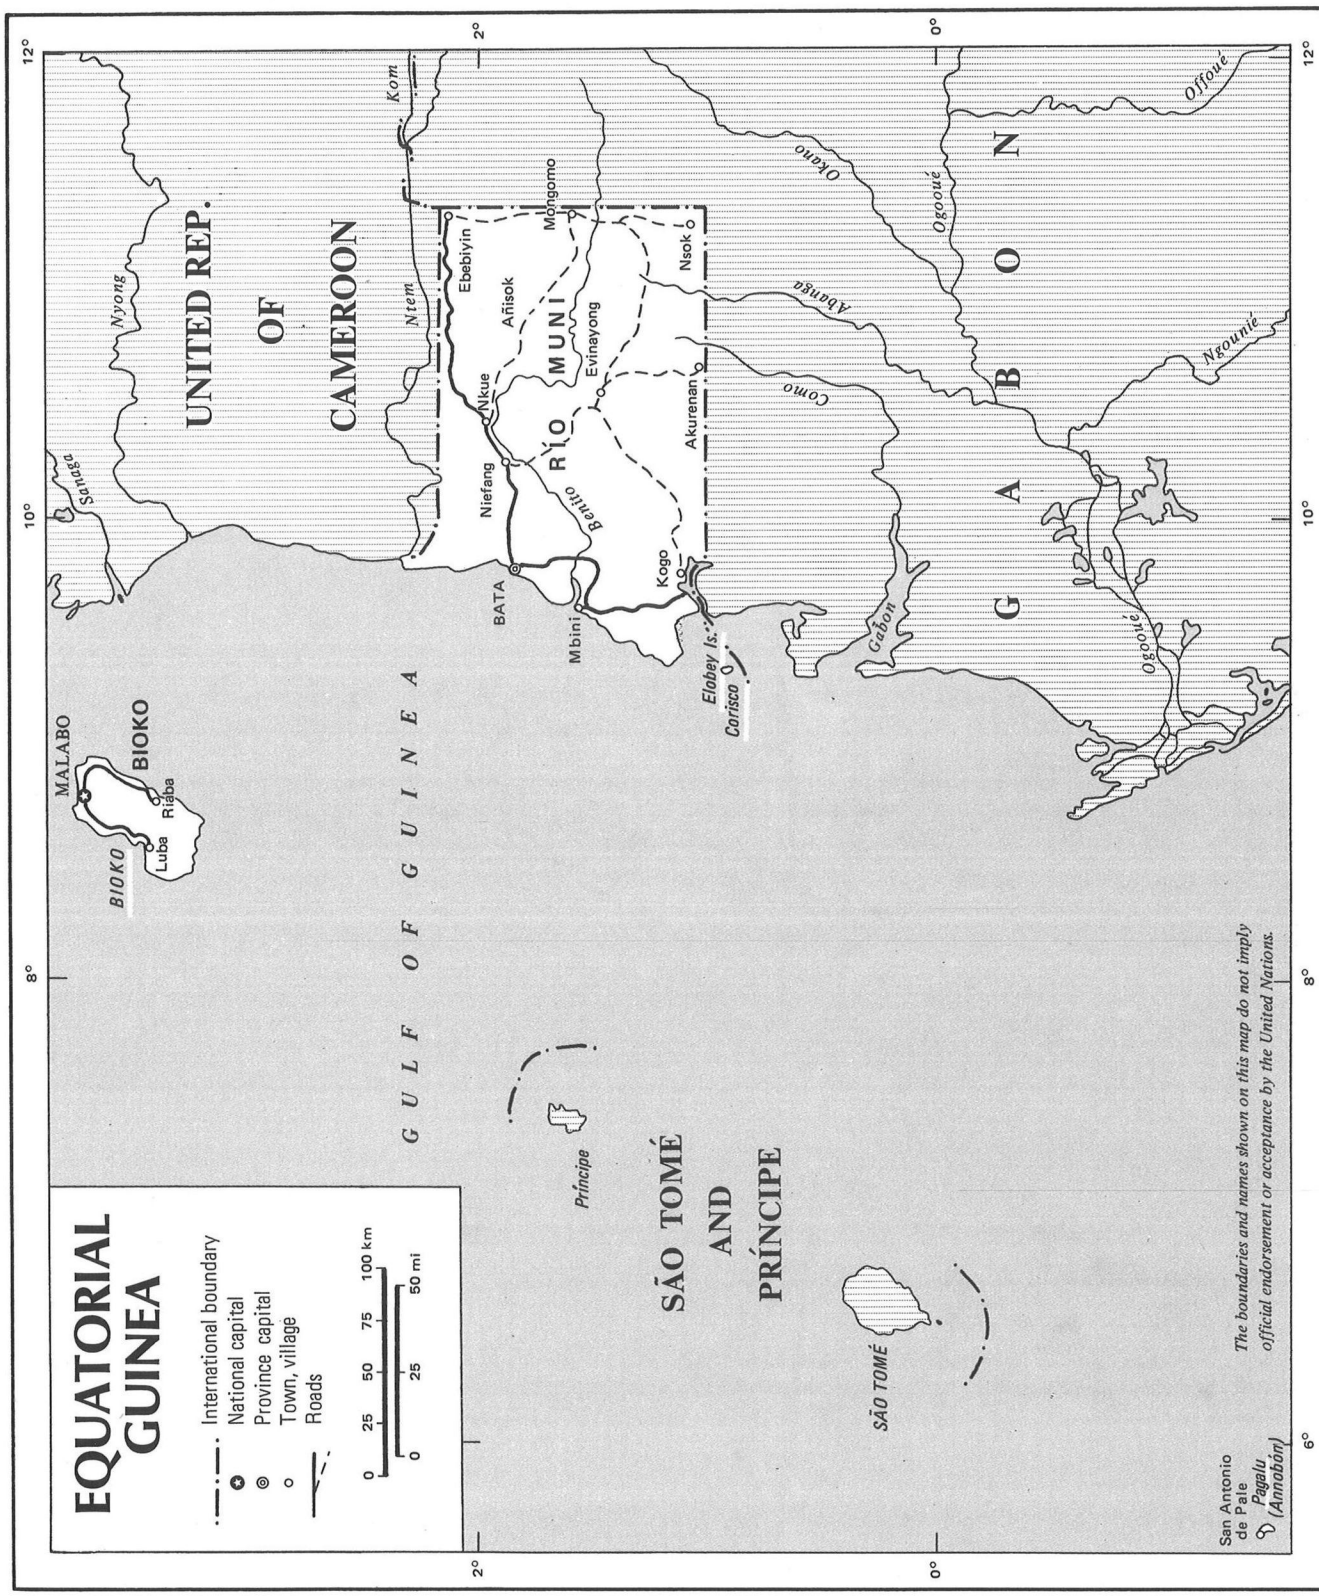 EQUATORIAL
GUINEA
International boundary
National capital
Province capital
Town, village
Roads
0 25 50 75 100 km
0 25 50 mi
12°
10°
8°
2°
0°
12°
10°
8°
6°
2°
0°
MALABO
BIOKO
BIOKO
Luba
Riaba
GULF OF GUINEA
UNITED REP.
OF
CAMEROON
Sanaga
Nyong
Ntem
Kom
Ebebiyin
Mongomo
Añisok
Nkue
Niefang
BATA
Mbini
Benito
RÍO MUNI
Evinayong
Nsok
Akurenan
Kogo
Elobey Is.
Corisco
Príncipe
SÃO TOMÉ
AND
PRÍNCIPE
SÃO TOMÉ
GABON
Gabon
Como
Abanga
Okano
Ogooué
Offoué
Ngounié
Ogooué
San Antonio
de Pale
Pagalu
(Annobón)
The boundaries and names shown on this map do not imply
official endorsement or acceptance by the United Nations.